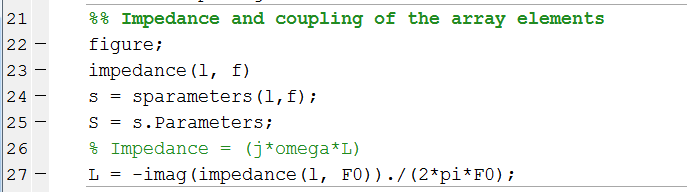 21 %% Impedance and coupling of the array elements
22 – figure;
23 – impedance(l, f)
24 – s = sparameters(l,f);
25 – S = s.Parameters;
26 % Impedance = (j*omega*L)
27 – L = -imag(impedance(l, F0))./(2*pi*F0);